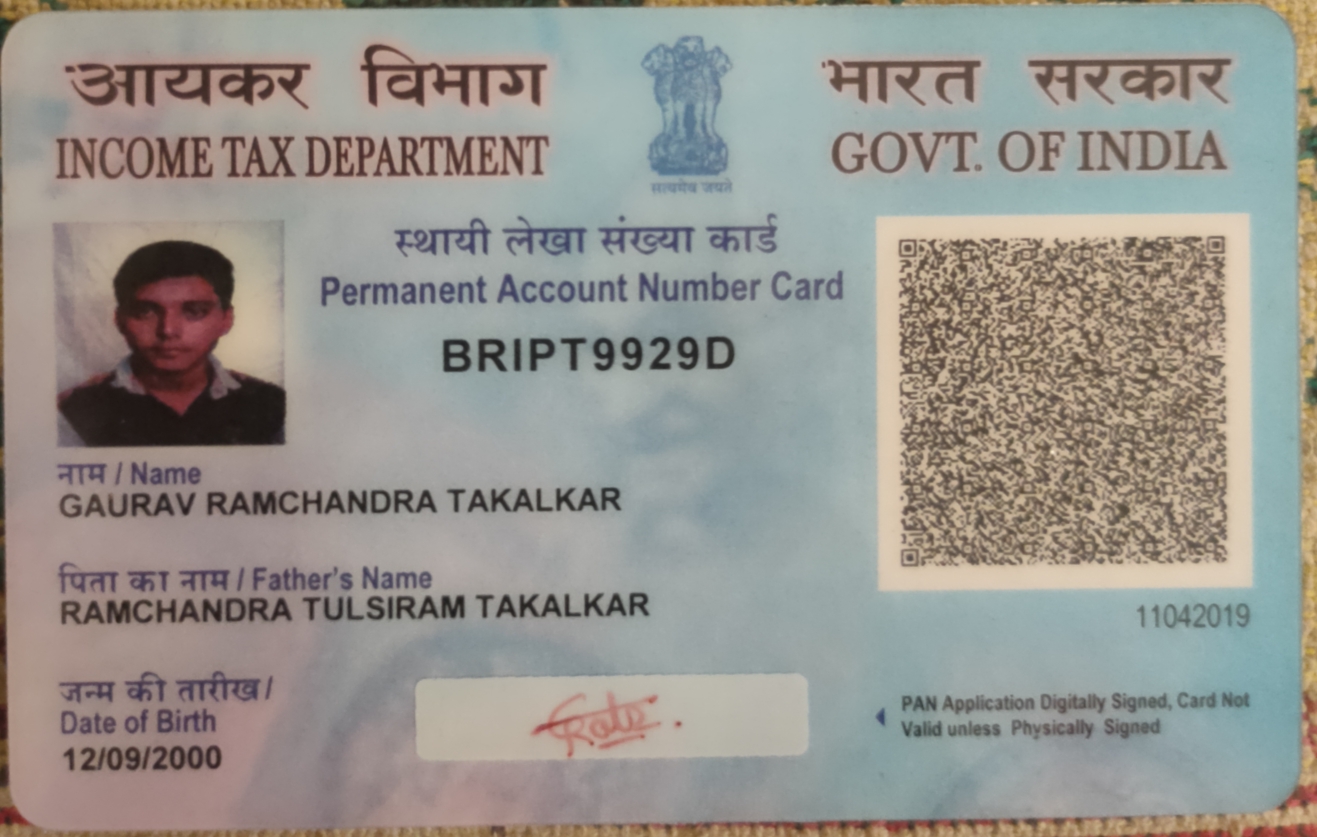 आयकर विभाग
INCOME TAX DEPARTMENT
सत्यमेव जयते
भारत सरकार
GOVT. OF INDIA
स्थायी लेखा संख्या कार्ड
Permanent Account Number Card
BRIPT9929D
नाम / Name
GAURAV RAMCHANDRA TAKALKAR
पिता का नाम / Father's Name
RAMCHANDRA TULSIRAM TAKALKAR
11042019
जन्म की तारीख /
Date of Birth
12/09/2000
PAN Application Digitally Signed, Card Not
Valid unless Physically Signed